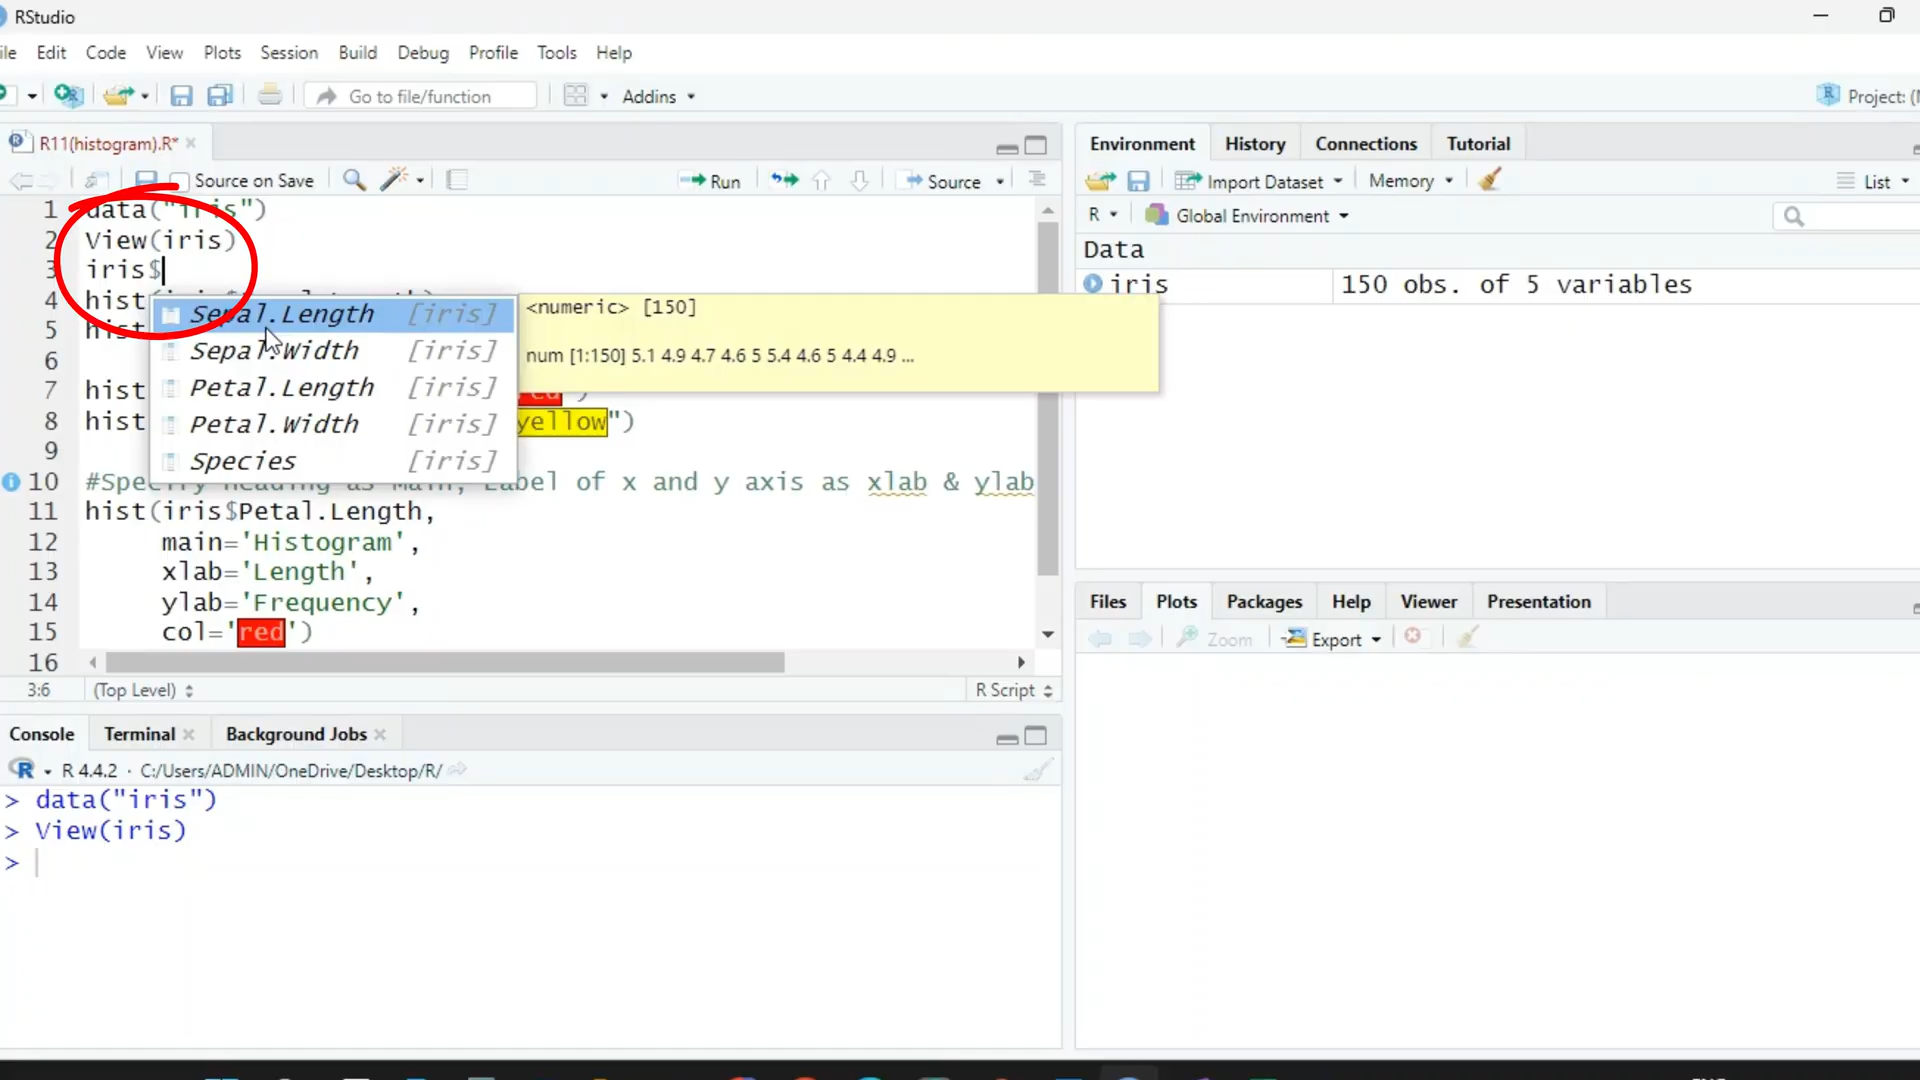 RStudio
ile Edit Code View Plots Session Build Debug Profile Tools Help
Go to file/function Addins Project: (
R11(histogram).R*
Source on Save Run Source
1 data("iris")
2 View(iris)
3 iris$
4 hist
5 hist
6
7 hist red")
8 hist yellow")
9
10 #Specify heading as Main, Label of x and y axis as xlab & ylab
11 hist(iris$Petal.Length,
12 main='Histogram',
13 xlab='Length',
14 ylab='Frequency',
15 col='red')
16
Sepal.Length [iris]
Sepal.Width [iris]
Petal.Length [iris]
Petal.Width [iris]
Species [iris]
<numeric> [150]
num [1:150] 5.1 4.9 4.7 4.6 5 5.4 4.6 5 4.4 4.9 ...
3:6 (Top Level) R Script
Console Terminal Background Jobs
R 4.4.2 · C:/Users/ADMIN/OneDrive/Desktop/R/
> data("iris")
> View(iris)
>
Environment History Connections Tutorial
Import Dataset Memory List
R Global Environment
Data
iris 150 obs. of 5 variables
Files Plots Packages Help Viewer Presentation
Zoom Export